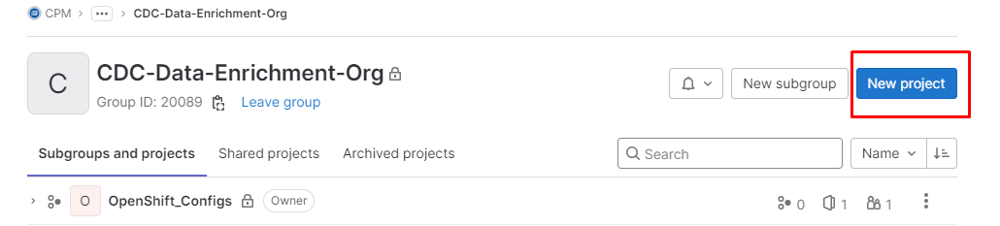 CPM > ... > CDC-Data-Enrichment-Org
C
CDC-Data-Enrichment-Org
Group ID: 20089 Leave group
New subgroup New project
Subgroups and projects Shared projects Archived projects Search Name
O OpenShift_Configs Owner 0 1 1